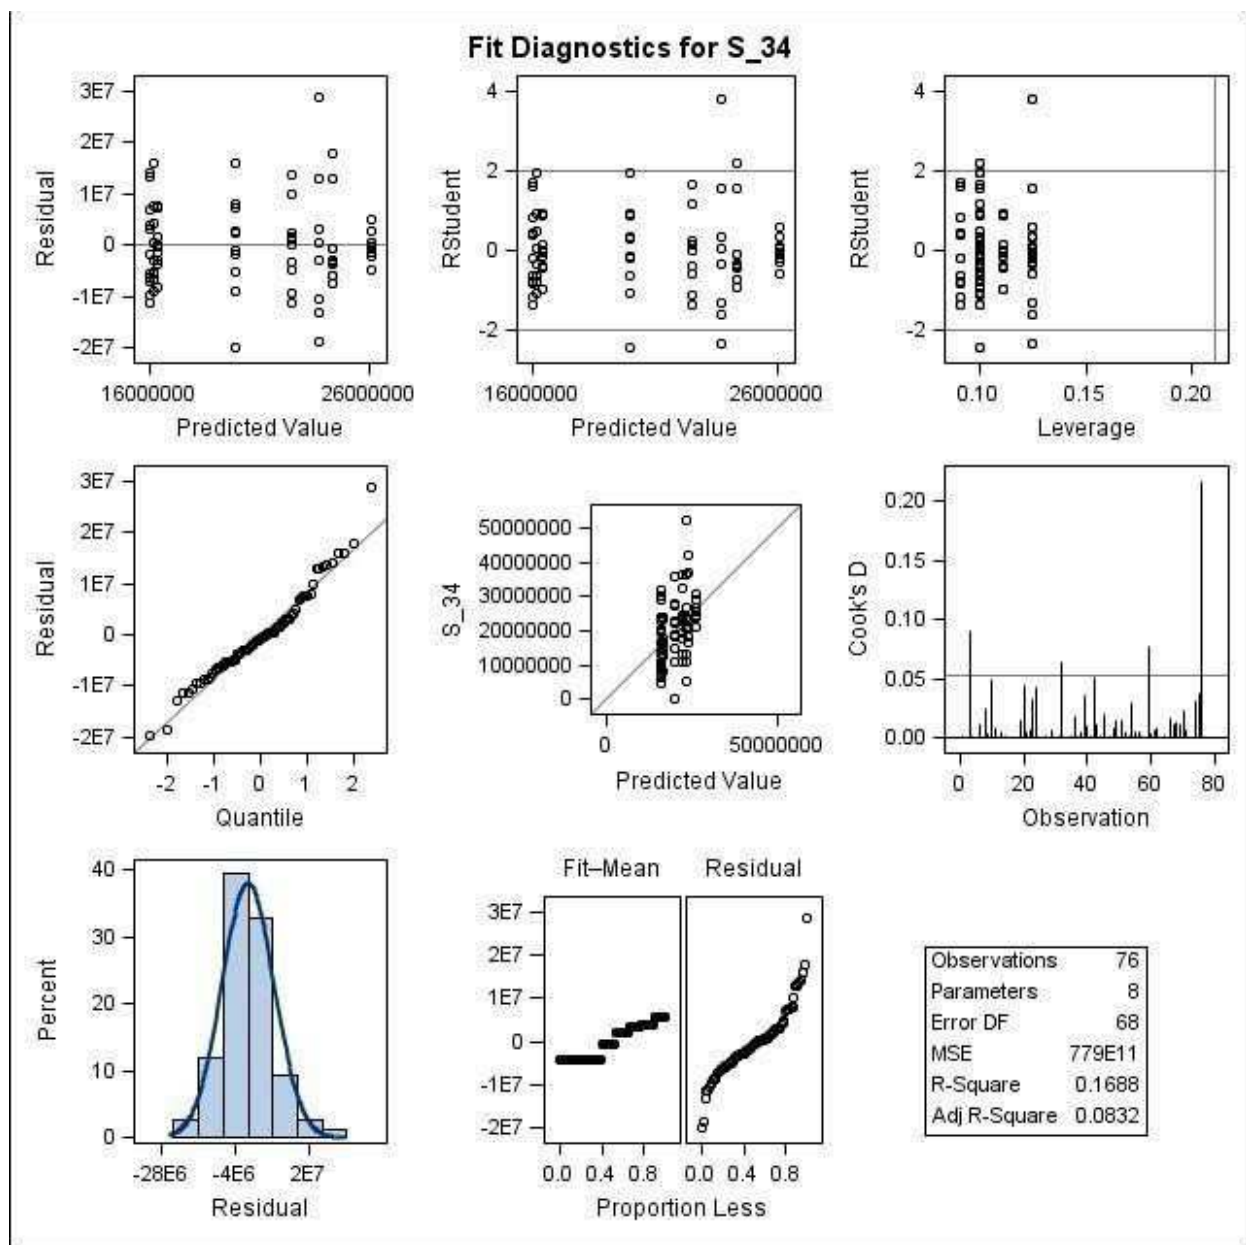 Fit Diagnostics for S_34
3E7
2E7
1E7
0
-1E7
-2E7
Residual
16000000 26000000
Predicted Value
4
2
0
-2
RStudent
16000000 26000000
Predicted Value
4
2
0
-2
RStudent
0.10 0.15 0.20
Leverage
3E7
2E7
1E7
0
-1E7
-2E7
Residual
-2 -1 0 1 2
Quantile
50000000
40000000
30000000
20000000
10000000
0
S_34
0 50000000
Predicted Value
0.20
0.15
0.10
0.05
0.00
Cook's D
0 20 40 60 80
Observation
40
30
20
10
0
Percent
-28E6 -4E6 2E7
Residual
Fit–Mean Residual
3E7
2E7
1E7
0
-1E7
-2E7
0.0 0.4 0.8 0.0 0.4 0.8
Proportion Less
Observations 76
Parameters 8
Error DF 68
MSE 779E11
R-Square 0.1688
Adj R-Square 0.0832